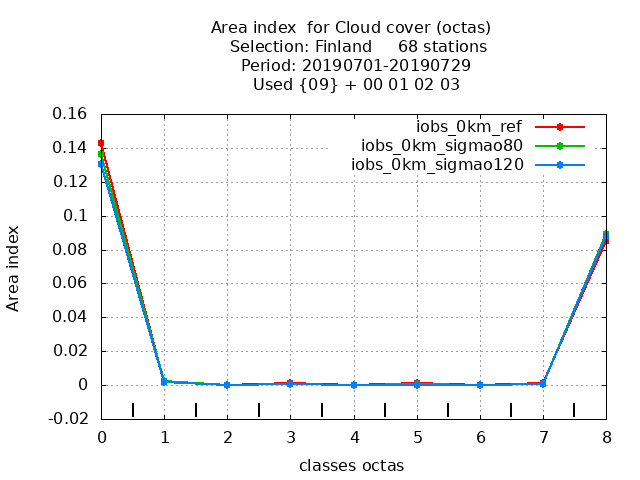 Area index  for Cloud cover (octas)
Selection: Finland     68 stations
Period: 20190701-20190729
Used {09} + 00 01 02 03
iobs_0km_ref
iobs_0km_sigmao80
iobs_0km_sigmao120
0.16
0.14
0.12
0.1
0.08
0.06
0.04
0.02
0
-0.02
Area index
0 1 2 3 4 5 6 7 8
classes octas